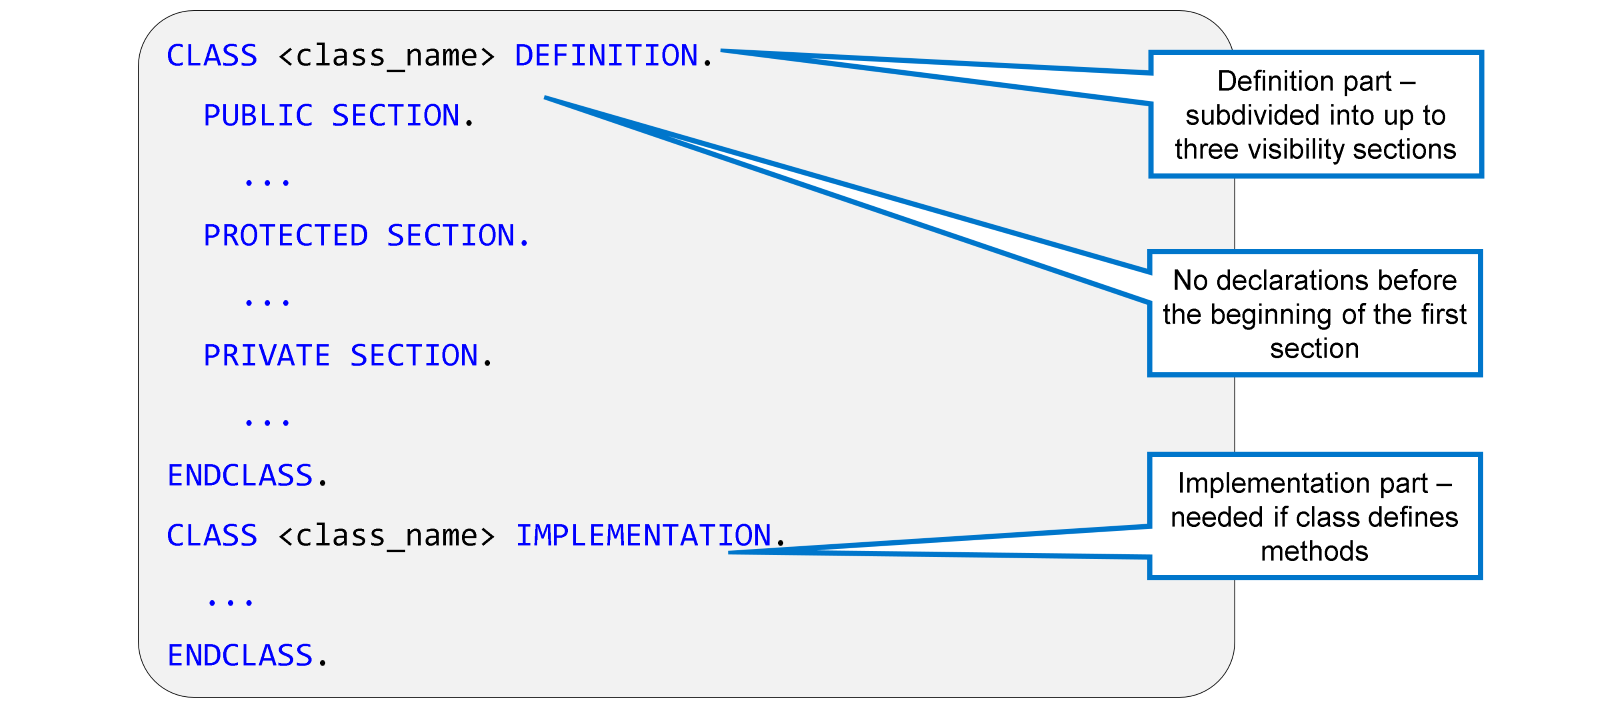 CLASS <class_name> DEFINITION.
PUBLIC SECTION.
...
PROTECTED SECTION.
...
PRIVATE SECTION.
...
ENDCLASS.
CLASS <class_name> IMPLEMENTATION.
...
ENDCLASS.
Definition part –
subdivided into up to
three visibility sections
No declarations before
the beginning of the first
section
Implementation part –
needed if class defines
methods